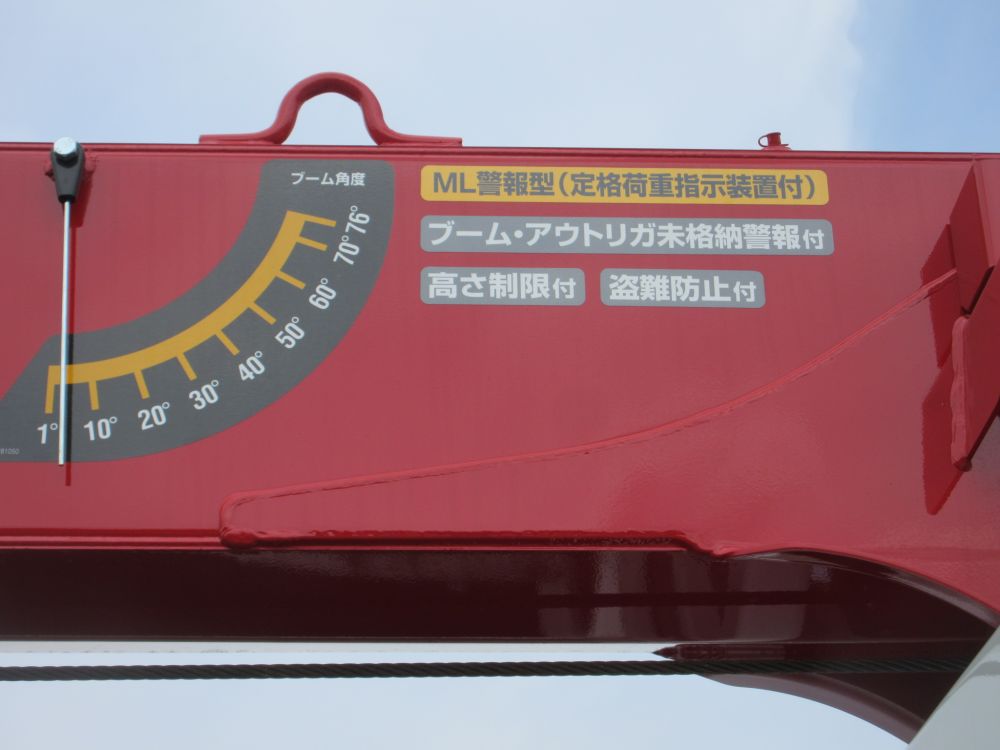 ブーム角度
ML警報型(定格荷重指示装置付)
ブーム・アウトリガ未格納警報付
高さ制限付 盗難防止付
76°
70°
60°
50°
40°
30°
20°
10°
1°